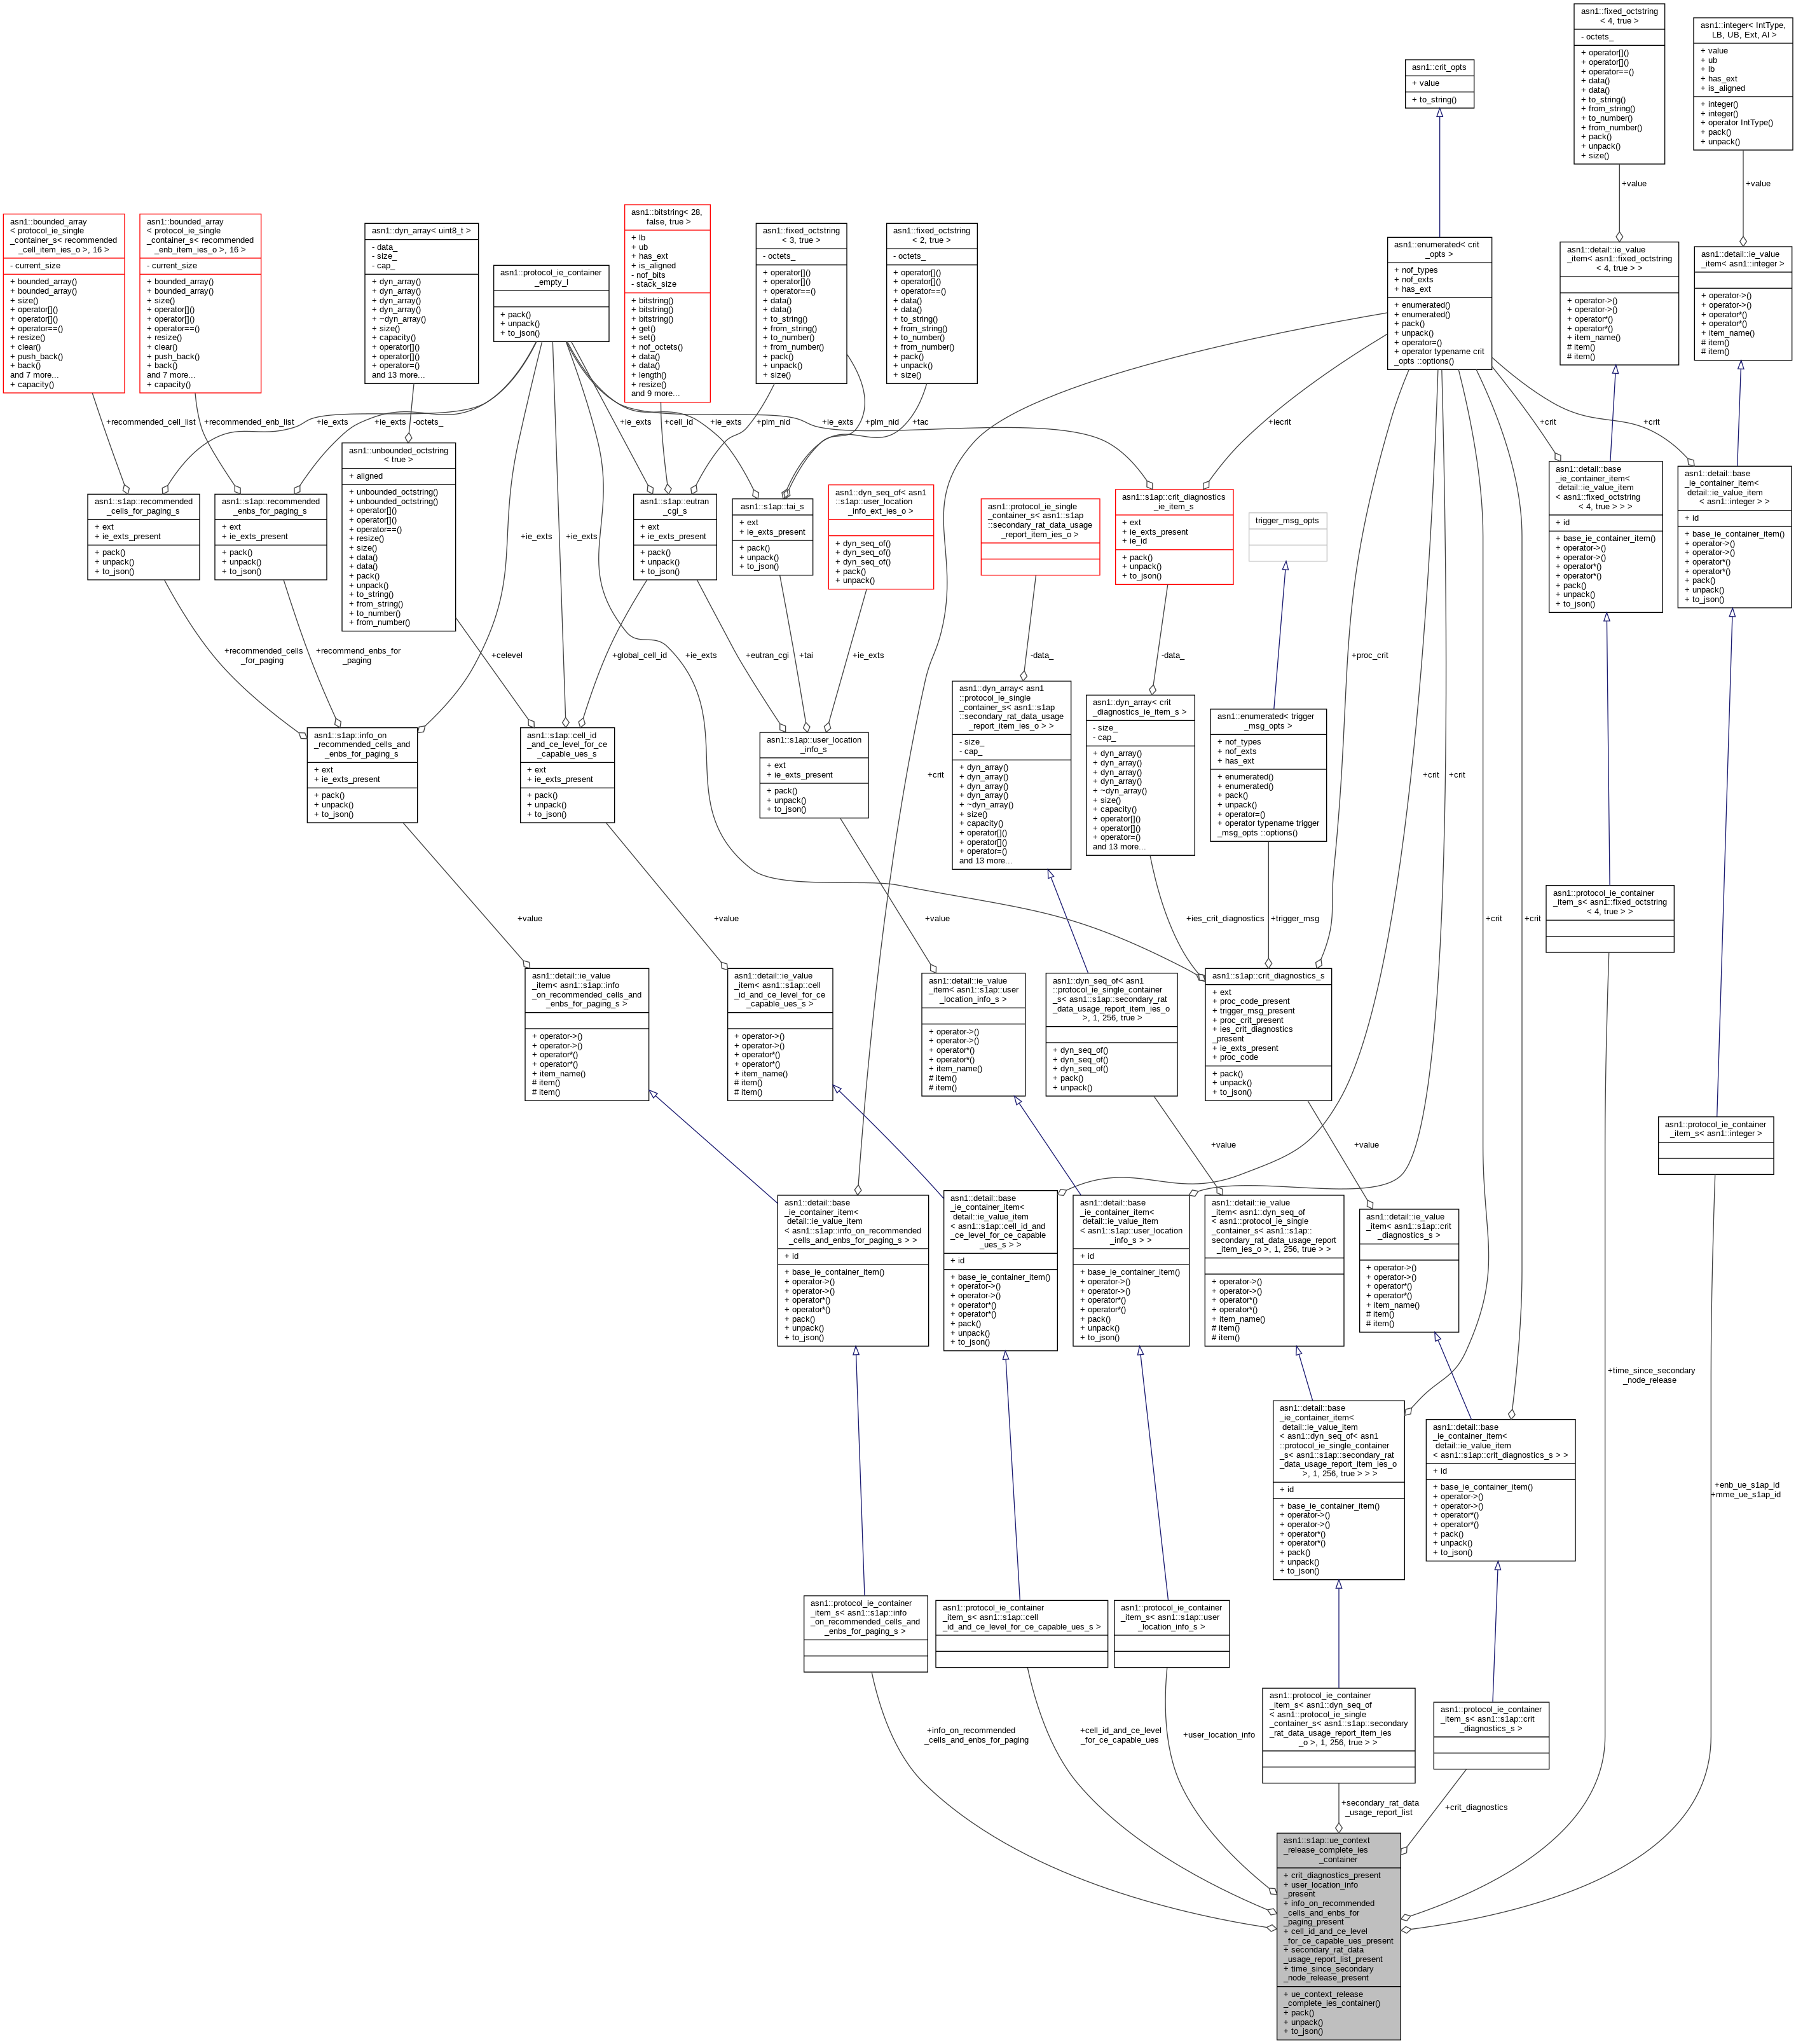 asn1::fixed_octstring
< 4, true >
- octets_
+ operator[]()
+ operator[]()
+ operator==()
+ data()
+ data()
+ to_string()
+ from_string()
+ to_number()
+ from_number()
+ pack()
+ unpack()
+ size()
asn1::integer< IntType,
LB, UB, Ext, Al >
+ value
+ ub
+ lb
+ has_ext
+ is_aligned
+ integer()
+ integer()
+ operator IntType()
+ pack()
+ unpack()
asn1::crit_opts
+ value
+ to_string()
+value
+value
asn1::bounded_array
< protocol_ie_single
_container_s< recommended
_cell_item_ies_o >, 16 >
- current_size
+ bounded_array()
+ bounded_array()
+ size()
+ operator[]()
+ operator[]()
+ operator==()
+ resize()
+ clear()
+ push_back()
+ back()
and 7 more...
+ capacity()
asn1::bounded_array
< protocol_ie_single
_container_s< recommended
_enb_item_ies_o >, 16 >
- current_size
+ bounded_array()
+ bounded_array()
+ size()
+ operator[]()
+ operator[]()
+ operator==()
+ resize()
+ clear()
+ push_back()
+ back()
and 7 more...
+ capacity()
asn1::dyn_array< uint8_t >
- data_
- size_
- cap_
+ dyn_array()
+ dyn_array()
+ dyn_array()
+ dyn_array()
+ ~dyn_array()
+ size()
+ capacity()
+ operator[]()
+ operator[]()
+ operator=()
and 13 more...
asn1::protocol_ie_container
_empty_l
+ pack()
+ unpack()
+ to_json()
asn1::bitstring< 28,
false, true >
+ lb
+ ub
+ has_ext
+ is_aligned
- nof_bits
- stack_size
+ bitstring()
+ bitstring()
+ bitstring()
+ get()
+ set()
+ nof_octets()
+ data()
+ data()
+ length()
+ resize()
and 9 more...
asn1::fixed_octstring
< 3, true >
- octets_
+ operator[]()
+ operator[]()
+ operator==()
+ data()
+ data()
+ to_string()
+ from_string()
+ to_number()
+ from_number()
+ pack()
+ unpack()
+ size()
asn1::fixed_octstring
< 2, true >
- octets_
+ operator[]()
+ operator[]()
+ operator==()
+ data()
+ data()
+ to_string()
+ from_string()
+ to_number()
+ from_number()
+ pack()
+ unpack()
+ size()
asn1::enumerated< crit
_opts >
+ nof_types
+ nof_exts
+ has_ext
+ enumerated()
+ enumerated()
+ pack()
+ unpack()
+ operator=()
+ operator typename crit
_opts ::options()
asn1::detail::ie_value
_item< asn1::fixed_octstring
< 4, true > >
+ operator->()
+ operator->()
+ operator*()
+ operator*()
+ item_name()
# item()
# item()
asn1::detail::ie_value
_item< asn1::integer >
+ operator->()
+ operator->()
+ operator*()
+ operator*()
+ item_name()
# item()
# item()
+recommended_cell_list
+recommended_enb_list
+ie_exts
+ie_exts
-octets_
+ie_exts
+cell_id
+ie_exts
+plm_nid
+plm_nid
+ie_exts
+tac
+iecrit
+crit
+crit
asn1::s1ap::recommended
_cells_for_paging_s
+ ext
+ ie_exts_present
+ pack()
+ unpack()
+ to_json()
asn1::s1ap::recommended
_enbs_for_paging_s
+ ext
+ ie_exts_present
+ pack()
+ unpack()
+ to_json()
asn1::unbounded_octstring
< true >
+ aligned
+ unbounded_octstring()
+ unbounded_octstring()
+ operator[]()
+ operator[]()
+ operator==()
+ resize()
+ size()
+ data()
+ data()
+ pack()
+ unpack()
+ to_string()
+ from_string()
+ to_number()
+ from_number()
+ie_exts
+ie_exts
asn1::s1ap::eutran
_cgi_s
+ ext
+ ie_exts_present
+ pack()
+ unpack()
+ to_json()
asn1::s1ap::tai_s
+ ext
+ ie_exts_present
+ pack()
+ unpack()
+ to_json()
asn1::dyn_seq_of< asn1
::s1ap::user_location
_info_ext_ies_o >
+ dyn_seq_of()
+ dyn_seq_of()
+ dyn_seq_of()
+ pack()
+ unpack()
asn1::protocol_ie_single
_container_s< asn1::s1ap
::secondary_rat_data_usage
_report_item_ies_o >
asn1::s1ap::crit_diagnostics
_ie_item_s
+ ext
+ ie_exts_present
+ ie_id
+ pack()
+ unpack()
+ to_json()
trigger_msg_opts
asn1::detail::base
_ie_container_item<
detail::ie_value_item
< asn1::fixed_octstring
< 4, true > > >
+ id
+ base_ie_container_item()
+ operator->()
+ operator->()
+ operator*()
+ operator*()
+ pack()
+ unpack()
+ to_json()
asn1::detail::base
_ie_container_item<
detail::ie_value_item
< asn1::integer > >
+ id
+ base_ie_container_item()
+ operator->()
+ operator->()
+ operator*()
+ operator*()
+ pack()
+ unpack()
+ to_json()
+recommended_cells
_for_paging
+recommend_enbs_for
_paging
+celevel
+global_cell_id
+ie_exts
+eutran_cgi
+tai
+ie_exts
-data_
-data_
+proc_crit
asn1::s1ap::info_on
_recommended_cells_and
_enbs_for_paging_s
+ ext
+ ie_exts_present
+ pack()
+ unpack()
+ to_json()
asn1::s1ap::cell_id
_and_ce_level_for_ce
_capable_ues_s
+ ext
+ ie_exts_present
+ pack()
+ unpack()
+ to_json()
asn1::s1ap::user_location
_info_s
+ ext
+ ie_exts_present
+ pack()
+ unpack()
+ to_json()
+crit
asn1::dyn_array< asn1
::protocol_ie_single
_container_s< asn1::s1ap
::secondary_rat_data_usage
_report_item_ies_o > >
- size_
- cap_
+ dyn_array()
+ dyn_array()
+ dyn_array()
+ dyn_array()
+ ~dyn_array()
+ size()
+ capacity()
+ operator[]()
+ operator[]()
+ operator=()
and 13 more...
asn1::dyn_array< crit
_diagnostics_ie_item_s >
- size_
- cap_
+ dyn_array()
+ dyn_array()
+ dyn_array()
+ dyn_array()
+ ~dyn_array()
+ size()
+ capacity()
+ operator[]()
+ operator[]()
+ operator=()
and 13 more...
asn1::enumerated< trigger
_msg_opts >
+ nof_types
+ nof_exts
+ has_ext
+ enumerated()
+ enumerated()
+ pack()
+ unpack()
+ operator=()
+ operator typename trigger
_msg_opts ::options()
+crit
+crit
+value
+value
+value
+ies_crit_diagnostics
+trigger_msg
+crit
+crit
asn1::protocol_ie_container
_item_s< asn1::fixed_octstring
< 4, true > >
asn1::detail::ie_value
_item< asn1::s1ap::info
_on_recommended_cells_and
_enbs_for_paging_s >
+ operator->()
+ operator->()
+ operator*()
+ operator*()
+ item_name()
# item()
# item()
asn1::detail::ie_value
_item< asn1::s1ap::cell
_id_and_ce_level_for_ce
_capable_ues_s >
+ operator->()
+ operator->()
+ operator*()
+ operator*()
+ item_name()
# item()
# item()
asn1::detail::ie_value
_item< asn1::s1ap::user
_location_info_s >
+ operator->()
+ operator->()
+ operator*()
+ operator*()
+ item_name()
# item()
# item()
asn1::dyn_seq_of< asn1
::protocol_ie_single_container
_s< asn1::s1ap::secondary_rat
_data_usage_report_item_ies_o
>, 1, 256, true >
+ dyn_seq_of()
+ dyn_seq_of()
+ dyn_seq_of()
+ pack()
+ unpack()
asn1::s1ap::crit_diagnostics_s
+ ext
+ proc_code_present
+ trigger_msg_present
+ proc_crit_present
+ ies_crit_diagnostics
_present
+ ie_exts_present
+ proc_code
+ pack()
+ unpack()
+ to_json()
asn1::protocol_ie_container
_item_s< asn1::integer >
+value
+value
asn1::detail::base
_ie_container_item<
detail::ie_value_item
< asn1::s1ap::info_on_recommended
_cells_and_enbs_for_paging_s > >
+ id
+ base_ie_container_item()
+ operator->()
+ operator->()
+ operator*()
+ operator*()
+ pack()
+ unpack()
+ to_json()
asn1::detail::base
_ie_container_item<
detail::ie_value_item
< asn1::s1ap::cell_id_and
_ce_level_for_ce_capable
_ues_s > >
+ id
+ base_ie_container_item()
+ operator->()
+ operator->()
+ operator*()
+ operator*()
+ pack()
+ unpack()
+ to_json()
asn1::detail::base
_ie_container_item<
detail::ie_value_item
< asn1::s1ap::user_location
_info_s > >
+ id
+ base_ie_container_item()
+ operator->()
+ operator->()
+ operator*()
+ operator*()
+ pack()
+ unpack()
+ to_json()
asn1::detail::ie_value
_item< asn1::dyn_seq_of
< asn1::protocol_ie_single
_container_s< asn1::s1ap::
secondary_rat_data_usage_report
_item_ies_o >, 1, 256, true > >
+ operator->()
+ operator->()
+ operator*()
+ operator*()
+ item_name()
# item()
# item()
asn1::detail::ie_value
_item< asn1::s1ap::crit
_diagnostics_s >
+ operator->()
+ operator->()
+ operator*()
+ operator*()
+ item_name()
# item()
# item()
+time_since_secondary
_node_release
asn1::detail::base
_ie_container_item<
detail::ie_value_item
< asn1::dyn_seq_of< asn1
::protocol_ie_single_container
_s< asn1::s1ap::secondary_rat
_data_usage_report_item_ies_o
>, 1, 256, true > > >
+ id
+ base_ie_container_item()
+ operator->()
+ operator->()
+ operator*()
+ operator*()
+ pack()
+ unpack()
+ to_json()
asn1::detail::base
_ie_container_item<
detail::ie_value_item
< asn1::s1ap::crit_diagnostics_s > >
+ id
+ base_ie_container_item()
+ operator->()
+ operator->()
+ operator*()
+ operator*()
+ pack()
+ unpack()
+ to_json()
+enb_ue_s1ap_id
+mme_ue_s1ap_id
asn1::protocol_ie_container
_item_s< asn1::s1ap::info
_on_recommended_cells_and
_enbs_for_paging_s >
asn1::protocol_ie_container
_item_s< asn1::s1ap::cell
_id_and_ce_level_for_ce_capable_ues_s >
asn1::protocol_ie_container
_item_s< asn1::s1ap::user
_location_info_s >
asn1::protocol_ie_container
_item_s< asn1::dyn_seq_of
< asn1::protocol_ie_single
_container_s< asn1::s1ap::secondary
_rat_data_usage_report_item_ies
_o >, 1, 256, true > >
asn1::protocol_ie_container
_item_s< asn1::s1ap::crit
_diagnostics_s >
+info_on_recommended
_cells_and_enbs_for_paging
+cell_id_and_ce_level
_for_ce_capable_ues
+user_location_info
+secondary_rat_data
_usage_report_list
+crit_diagnostics
asn1::s1ap::ue_context
_release_complete_ies
_container
+ crit_diagnostics_present
+ user_location_info
_present
+ info_on_recommended
_cells_and_enbs_for
_paging_present
+ cell_id_and_ce_level
_for_ce_capable_ues_present
+ secondary_rat_data
_usage_report_list_present
+ time_since_secondary
_node_release_present
+ ue_context_release
_complete_ies_container()
+ pack()
+ unpack()
+ to_json()